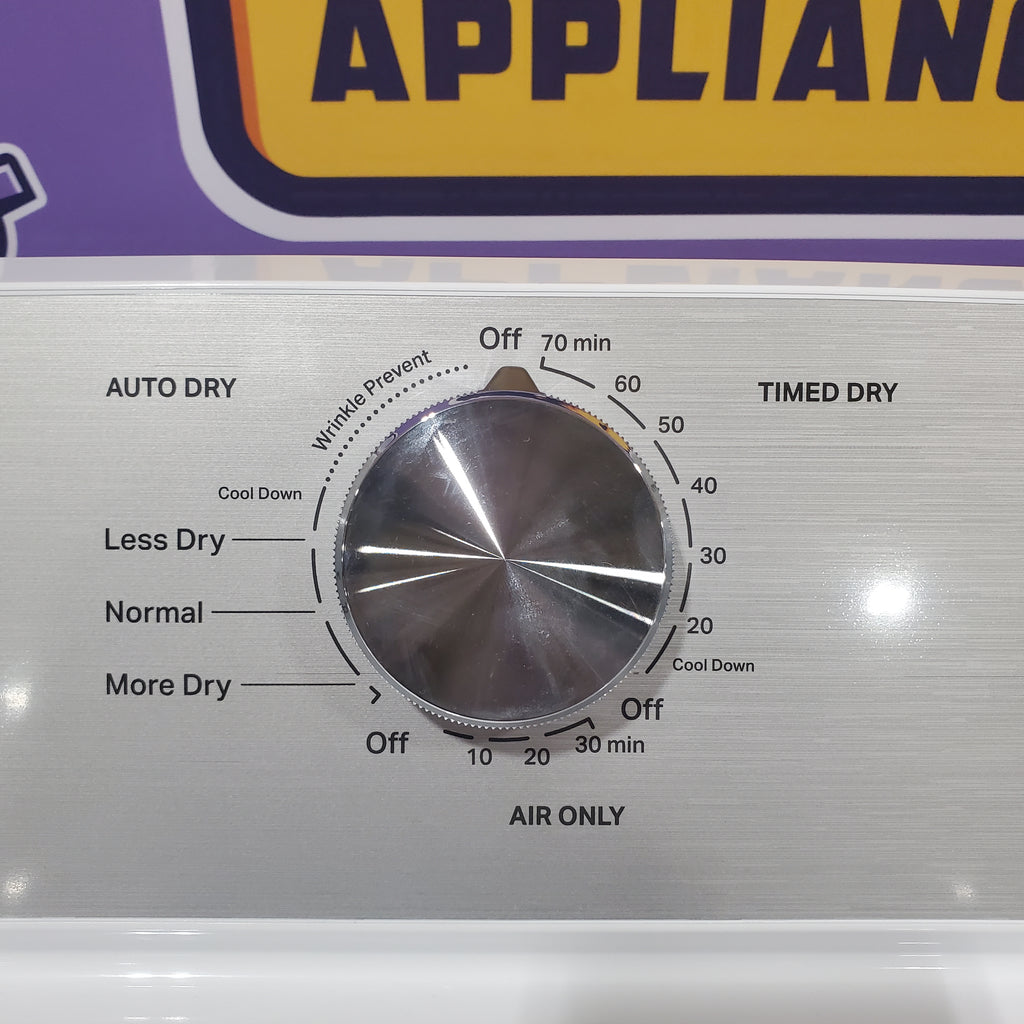 APPLIANC
Off
70 min
Wrinkle Prevent
60
AUTO DRY
TIMED DRY
50
Cool Down
40
Less Dry
30
Normal
20
Cool Down
More Dry
Off
Off
10
20
30 min
AIR ONLY